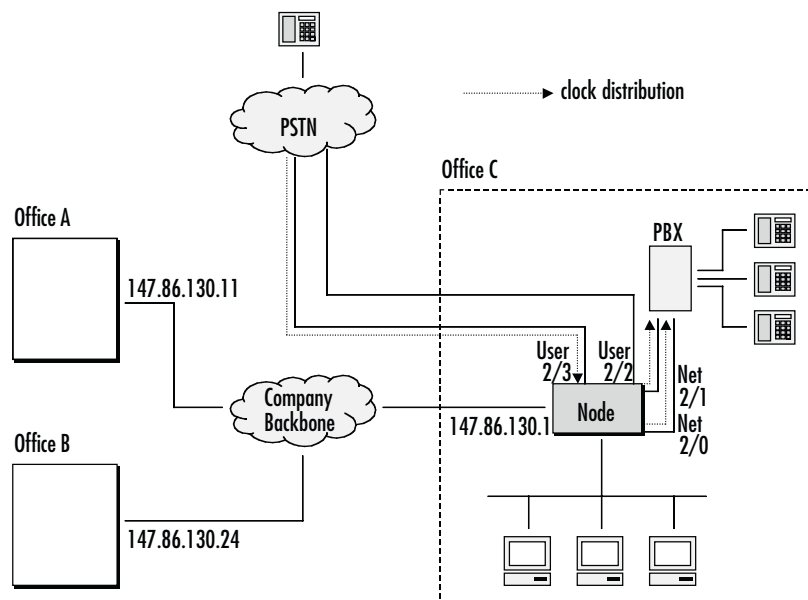 PSTN
clock distribution
Office C
Office A
PBX
147.86.130.11
User
2/3
User
2/2
Net
2/1
Company
Backbone
Node
147.86.130.1
Net
2/0
Office B
147.86.130.24